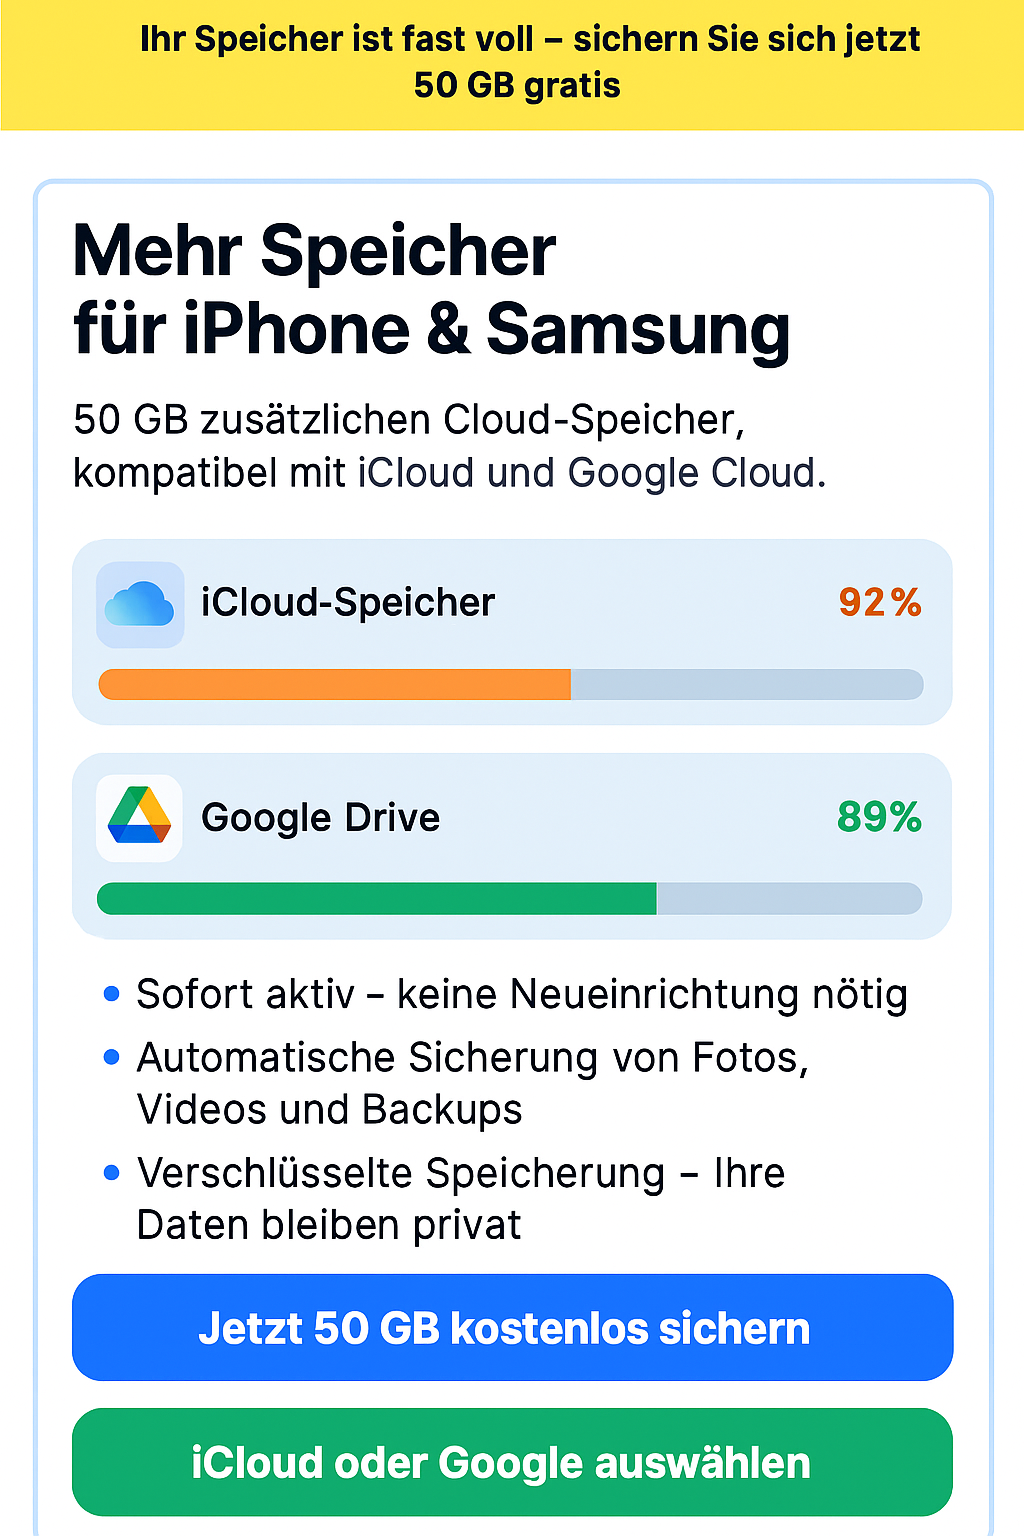 Ihr Speicher ist fast voll – sichern Sie sich jetzt
50 GB gratis
Mehr Speicher
für iPhone & Samsung
50 GB zusätzlichen Cloud-Speicher,
kompatibel mit iCloud und Google Cloud.
iCloud-Speicher 92%
Google Drive 89%
• Sofort aktiv – keine Neueinrichtung nötig
• Automatische Sicherung von Fotos,
Videos und Backups
• Verschlüsselte Speicherung – Ihre
Daten bleiben privat
Jetzt 50 GB kostenlos sichern
iCloud oder Google auswählen